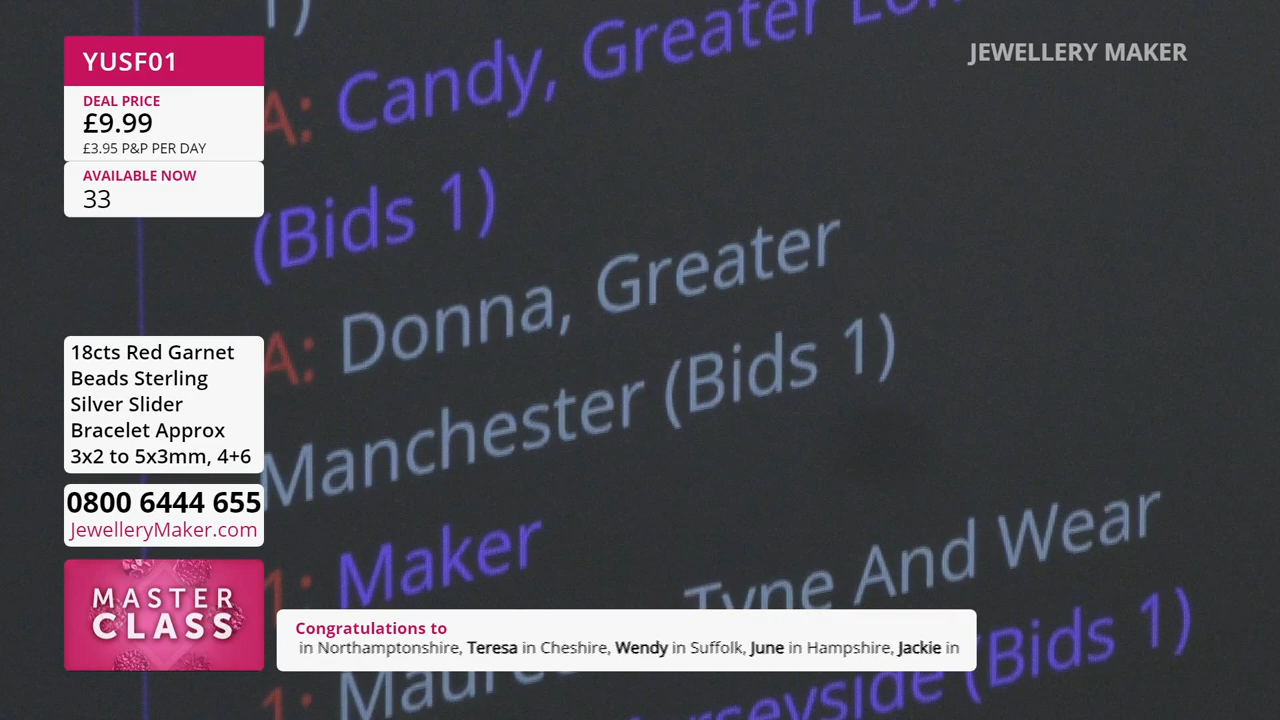 YUSF01
DEAL PRICE
£9.99
£3.95 P&P PER DAY
AVAILABLE NOW
33
18cts Red Garnet
Beads Sterling
Silver Slider
Bracelet Approx
3x2 to 5x3mm, 4+6
0800 6444 655
JewelleryMaker.com
MASTER
CLASS
JEWELLERY MAKER
1)
A: Candy, Greater
(Bids 1)
A: Donna, Greater
Manchester (Bids 1)
1: Maker
Tyne And Wear
(Bids 1)
Congratulations to
in Northamptonshire, Teresa in Cheshire, Wendy in Suffolk, June in Hampshire, Jackie in